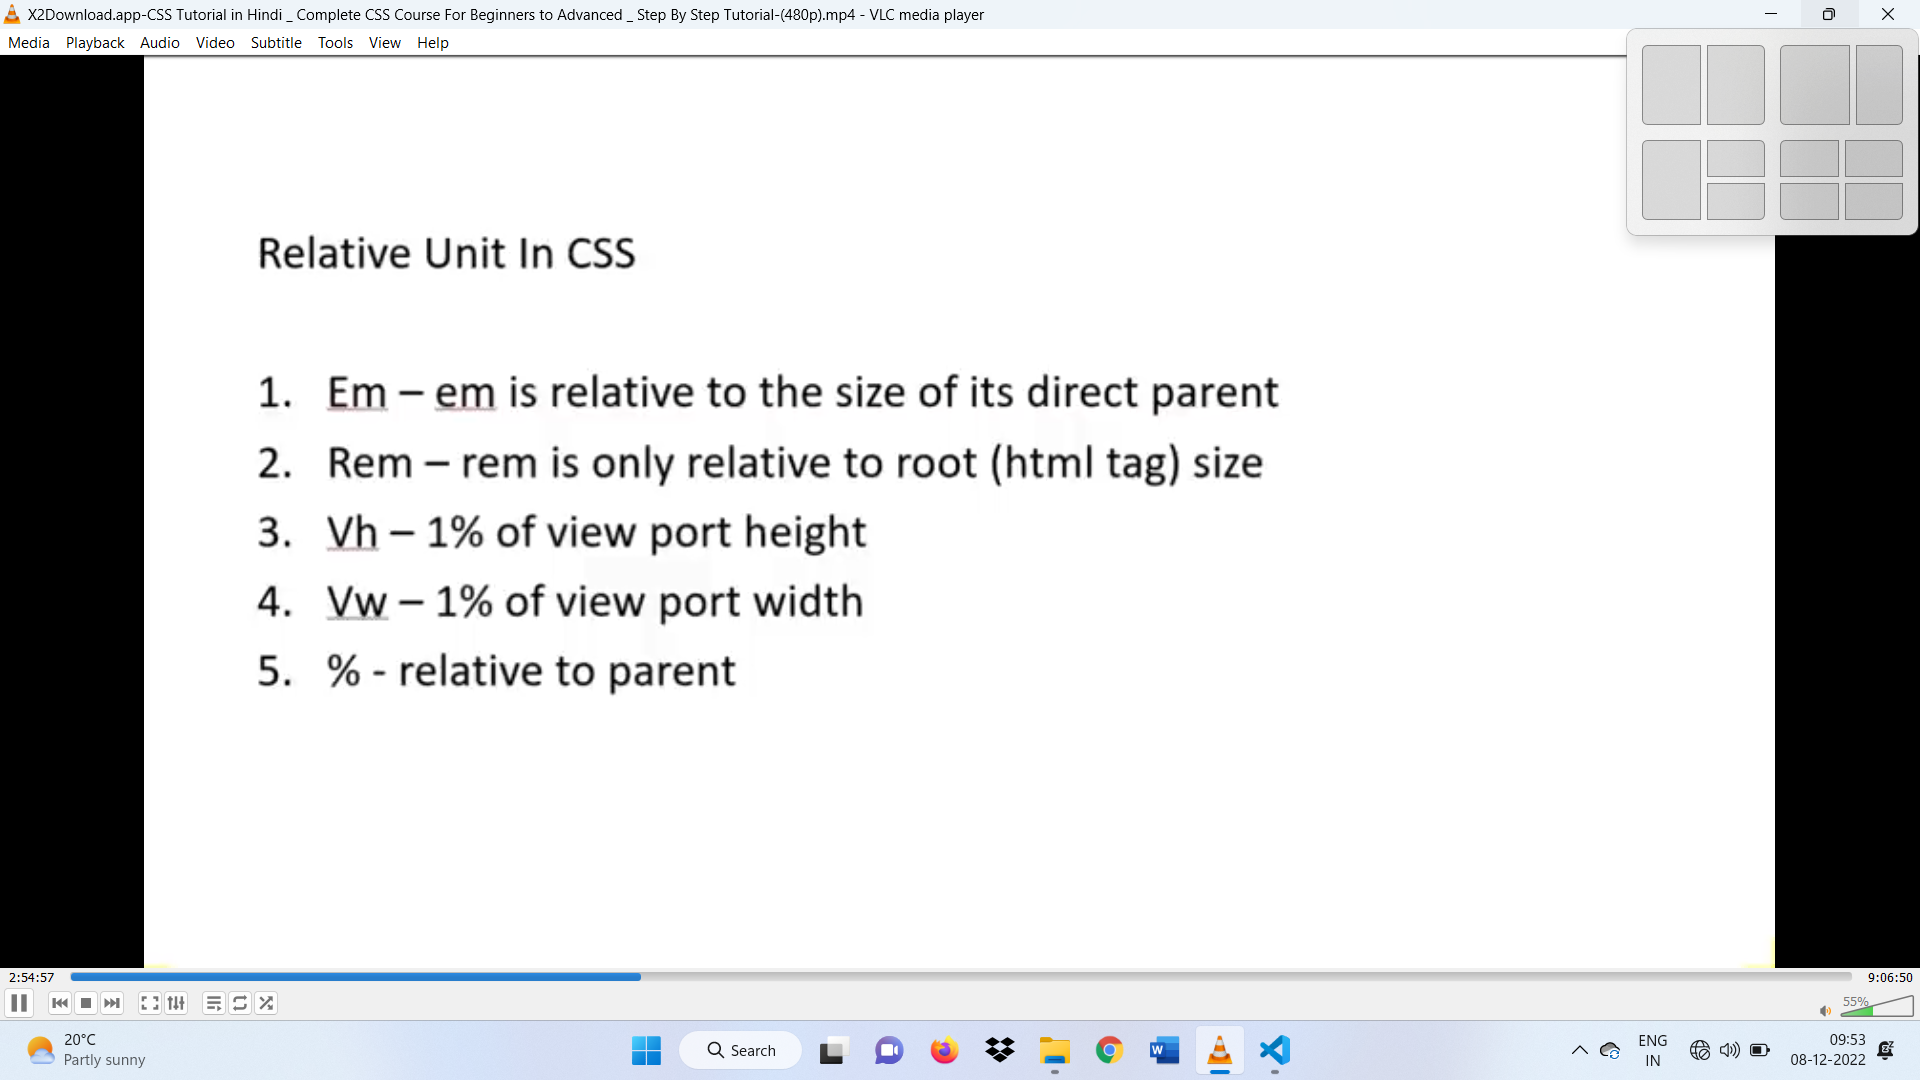 X2Download.app-CSS Tutorial in Hindi _ Complete CSS Course For Beginners to Advanced _ Step By Step Tutorial-(480p).mp4 - VLC media player
Media Playback Audio Video Subtitle Tools View Help
Relative Unit In CSS
1. Em – em is relative to the size of its direct parent
2. Rem – rem is only relative to root (html tag) size
3. Vh – 1% of view port height
4. Vw – 1% of view port width
5. % - relative to parent
2:54:57 9:06:50
55%
20°C
Partly sunny
Search
ENG
IN
09:53
08-12-2022